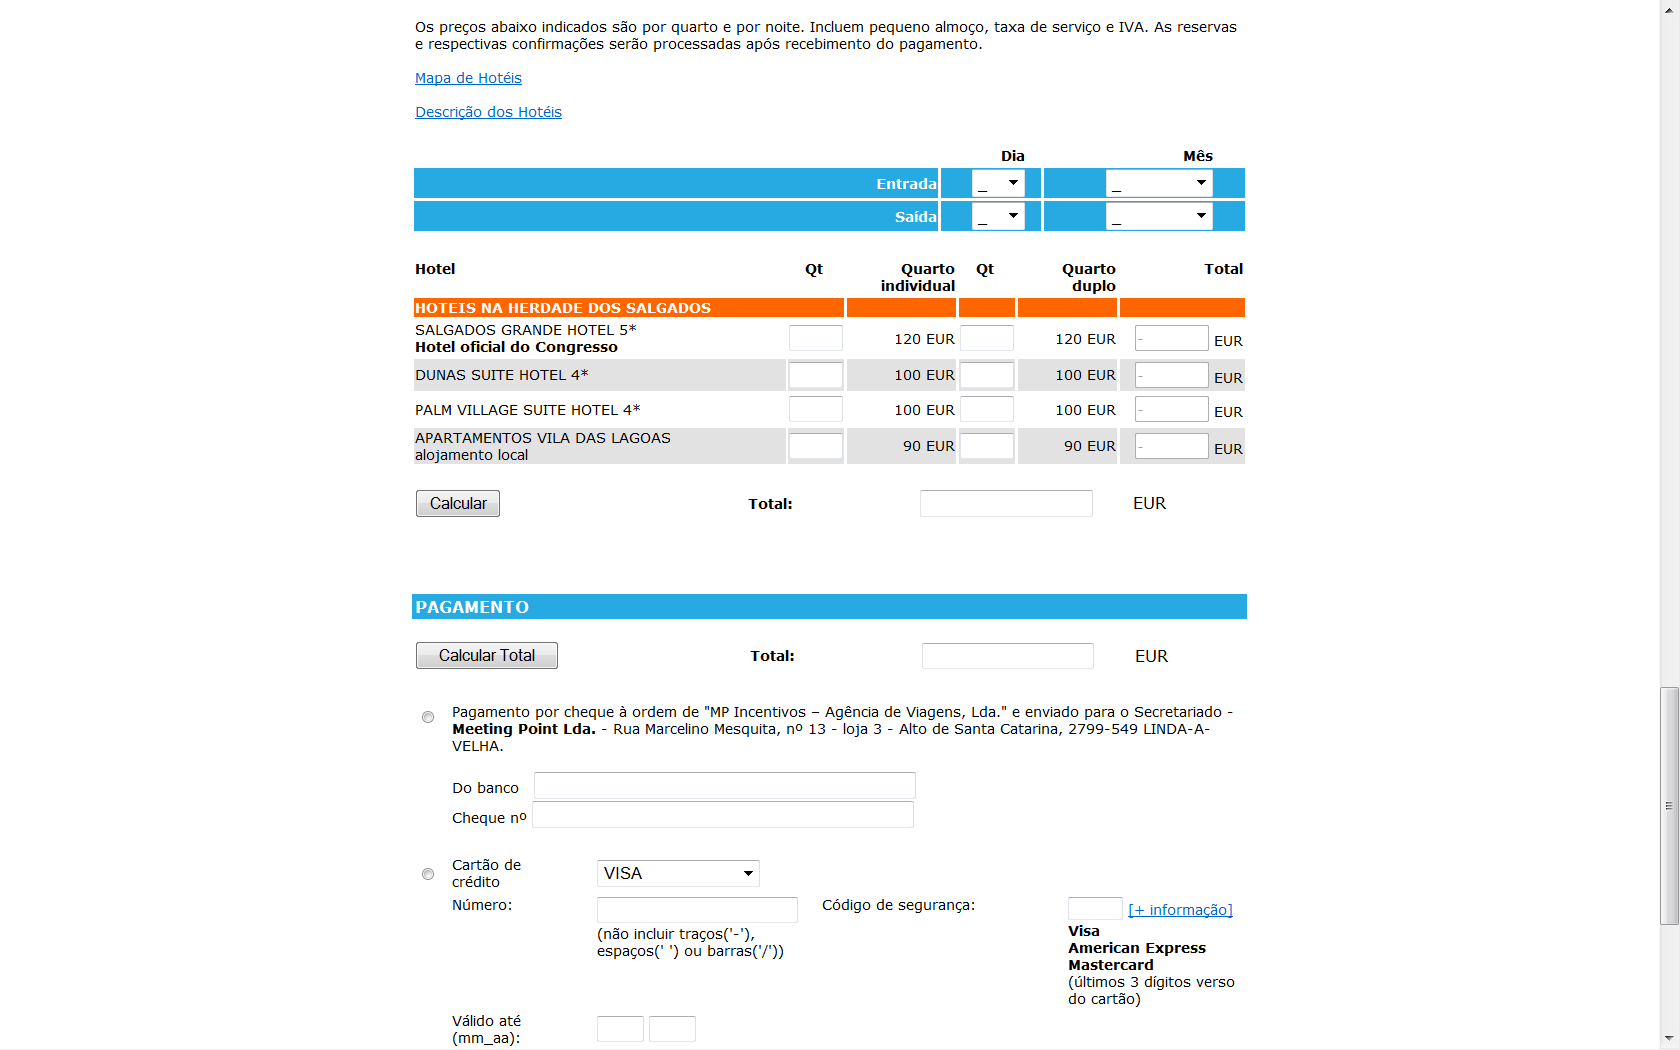 Os preços abaixo indicados são por quarto e por noite. Incluem pequeno almoço, taxa de serviço e IVA. As reservas
e respectivas confirmações serão processadas após recebimento do pagamento.
Mapa de Hotéis
Descrição dos Hotéis
Dia Mês
Entrada _ _
Saída _ _
Hotel Qt Quarto individual Qt Quarto duplo Total
HOTEIS NA HERDADE DOS SALGADOS
SALGADOS GRANDE HOTEL 5*
Hotel oficial do Congresso
120 EUR 120 EUR - EUR
DUNAS SUITE HOTEL 4* 100 EUR 100 EUR - EUR
PALM VILLAGE SUITE HOTEL 4* 100 EUR 100 EUR - EUR
APARTAMENTOS VILA DAS LAGOAS
alojamento local
90 EUR 90 EUR - EUR
Calcular Total: EUR
PAGAMENTO
Calcular Total Total: EUR
Pagamento por cheque à ordem de "MP Incentivos – Agência de Viagens, Lda." e enviado para o Secretariado -
Meeting Point Lda. - Rua Marcelino Mesquita, nº 13 - loja 3 - Alto de Santa Catarina, 2799-549 LINDA-A-
VELHA.
Do banco
Cheque nº
Cartão de
crédito
VISA
Número: Código de segurança: [+ informação]
(não incluir traços('-'),
espaços(' ') ou barras('/'))
Visa
American Express
Mastercard
(últimos 3 dígitos verso
do cartão)
Válido até
(mm_aa):